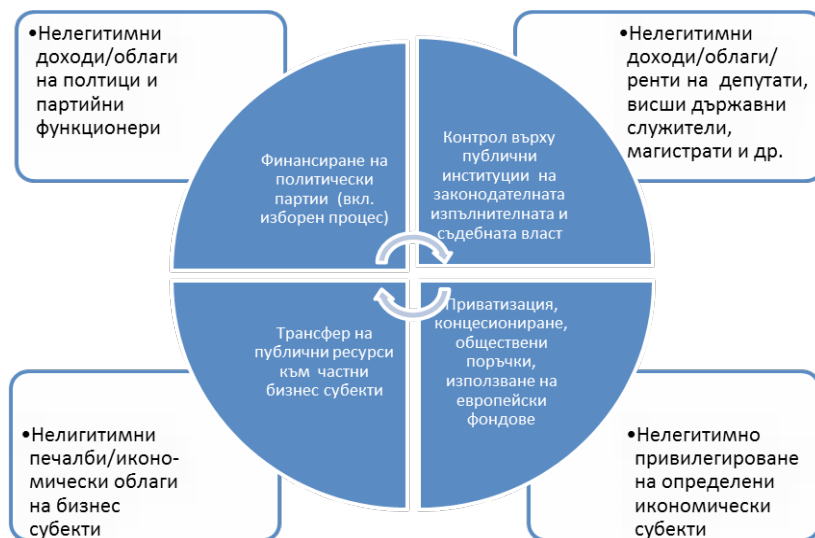 •Нелегитимни
доходи/облаги
на полтици и
партийни
функционери
•Нелегитимни
доходи/облаги/
ренти на депутати,
висши държавни
служители,
магистрати и др.
Финансиране на
политически
партии (вкл.
изборен процес)
Контрол върху
публични
институции на
законодателната
изпълнителната и
съдебната власт
Трансфер на
публични ресурси
към частни
бизнес субекти
Приватизация,
концесиониране,
обществени
поръчки,
използване на
европейски
фондове
•Нелигитимни
печалби/иконо-
мически облаги
на бизнес
субекти
•Нелегитимно
привилегироване
на определени
икономически
субекти